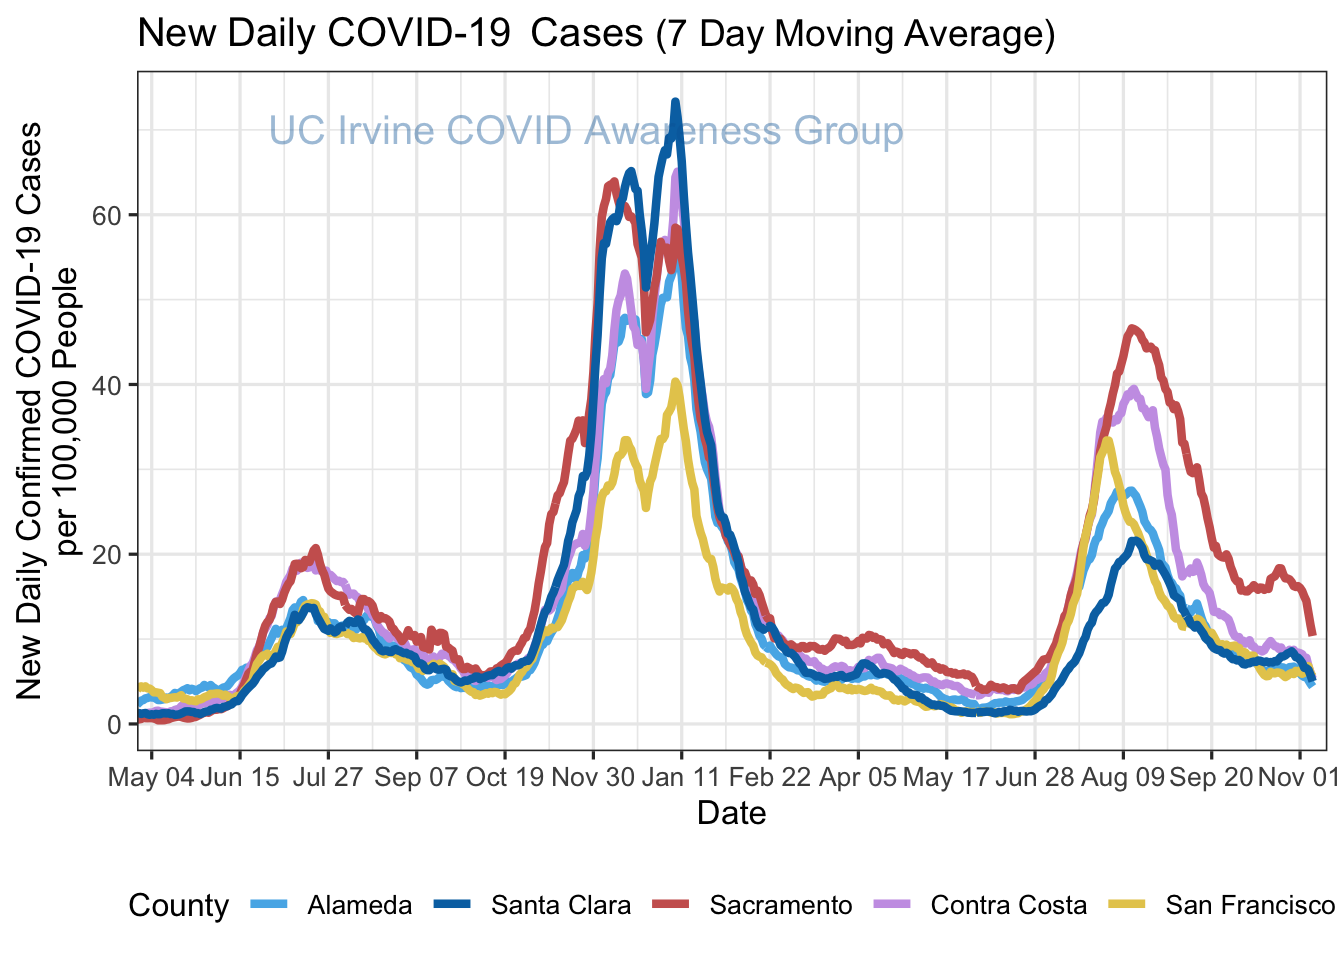 New Daily COVID-19  Cases (7 Day Moving Average)
UC Irvine COVID Awareness Group
New Daily Confirmed COVID-19 Cases
per 100,000 People
60
40
20
0
May 04 Jun 15 Jul 27 Sep 07 Oct 19 Nov 30 Jan 11 Feb 22 Apr 05 May 17 Jun 28 Aug 09 Sep 20 Nov 01
Date
County Alameda Santa Clara Sacramento Contra Costa San Francisco